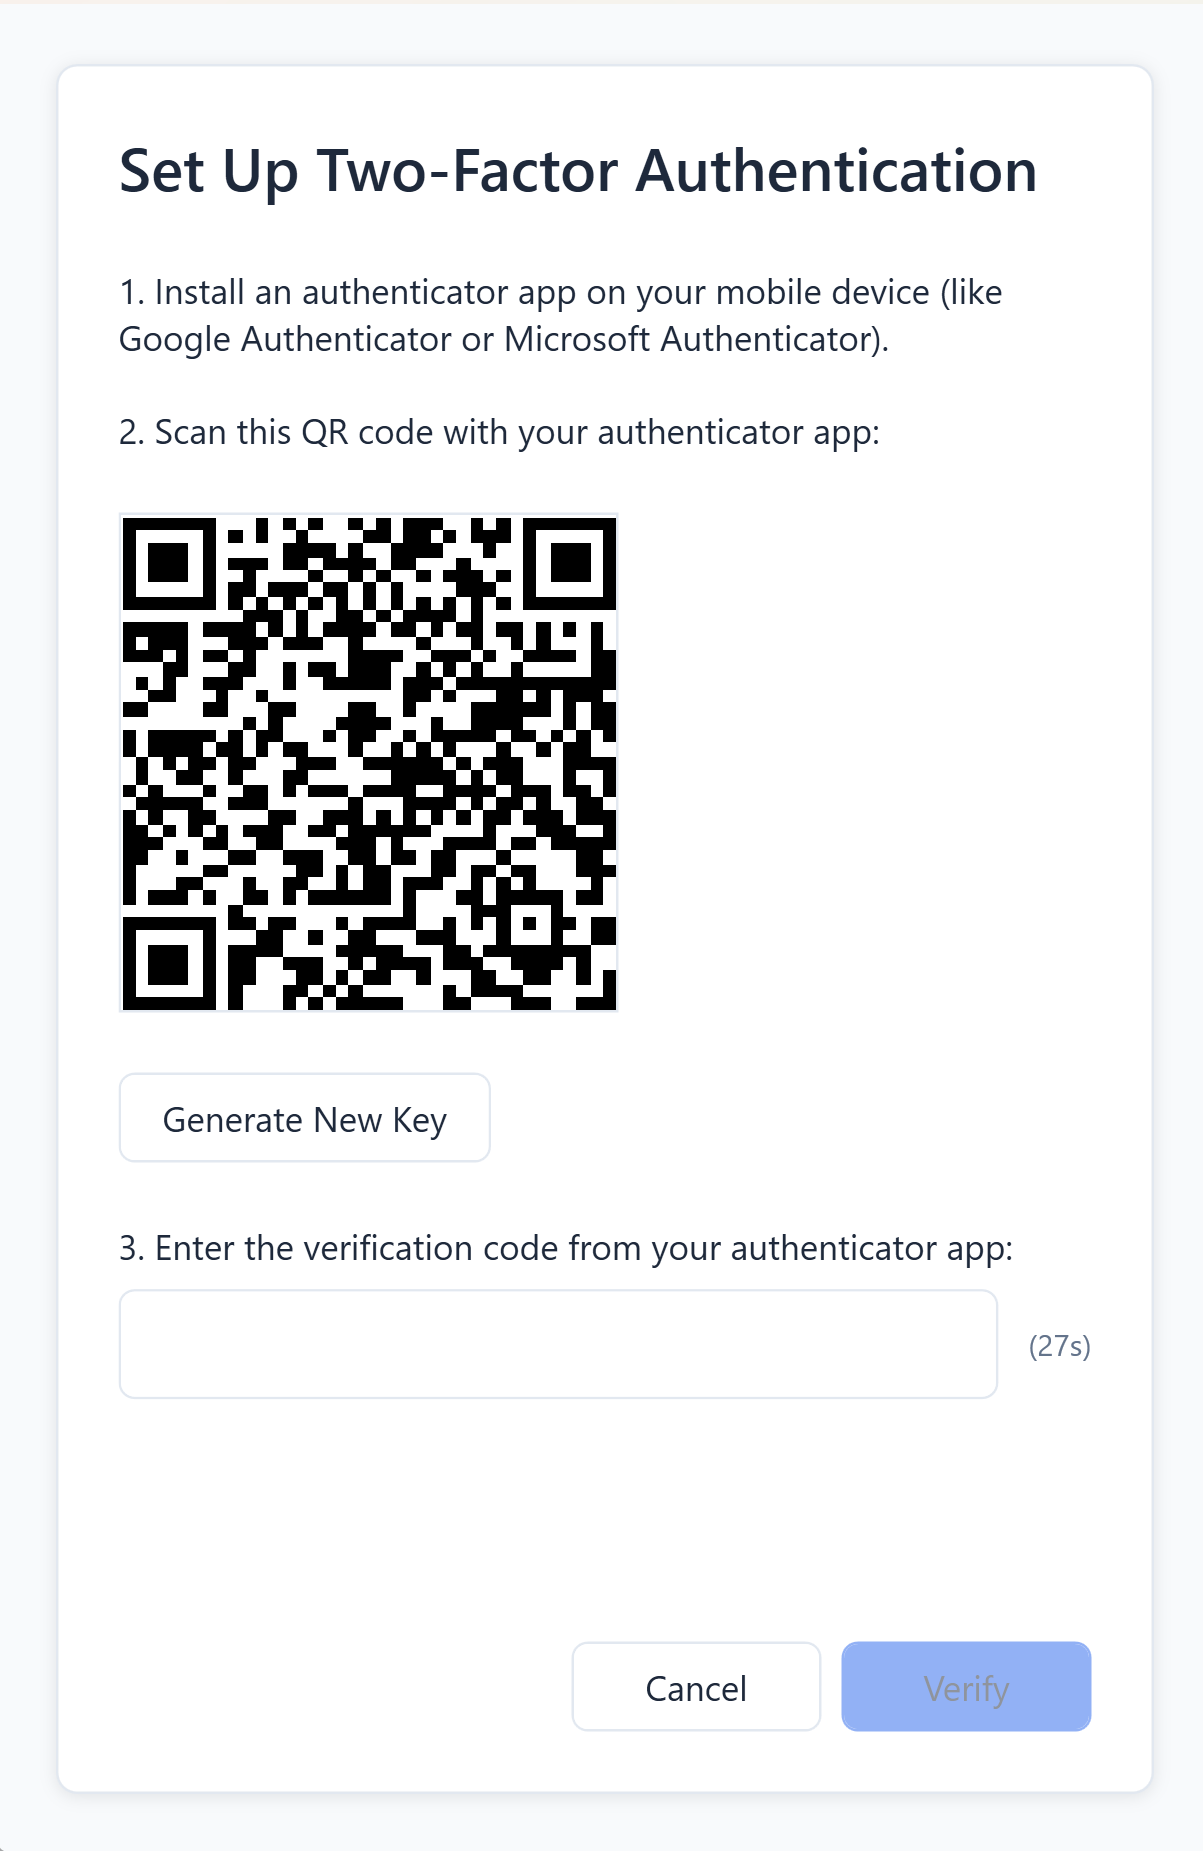 Set Up Two-Factor Authentication
1. Install an authenticator app on your mobile device (like
Google Authenticator or Microsoft Authenticator).
2. Scan this QR code with your authenticator app:
Generate New Key
3. Enter the verification code from your authenticator app:
(27s)
Cancel
Verify